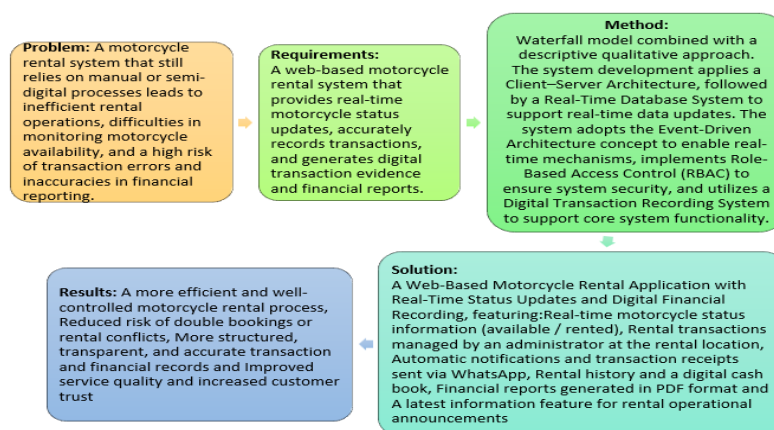 Problem: A motorcycle
rental system that still
relies on manual or semi-
digital processes leads to
inefficient rental
operations, difficulties in
monitoring motorcycle
availability, and a high risk
of transaction errors and
inaccuracies in financial
reporting.
Requirements:
A web-based motorcycle
rental system that
provides real-time
motorcycle status
updates, accurately
records transactions,
and generates digital
transaction evidence
and financial reports.
Method:
Waterfall model combined with a
descriptive qualitative approach.
The system development applies a
Client–Server Architecture, followed
by a Real-Time Database System to
support real-time data updates. The
system adopts the Event-Driven
Architecture concept to enable real-
time mechanisms, implements Role-
Based Access Control (RBAC) to
ensure system security, and utilizes a
Digital Transaction Recording System
to support core system functionality.
Solution:
A Web-Based Motorcycle Rental Application with
Real-Time Status Updates and Digital Financial
Recording, featuring:Real-time motorcycle status
information (available / rented), Rental transactions
managed by an administrator at the rental location,
Automatic notifications and transaction receipts
sent via WhatsApp, Rental history and a digital cash
book, Financial reports generated in PDF format and
A latest information feature for rental operational
announcements
Results: A more efficient and well-
controlled motorcycle rental process,
Reduced risk of double bookings or
rental conflicts, More structured,
transparent, and accurate transaction
and financial records and Improved
service quality and increased customer
trust